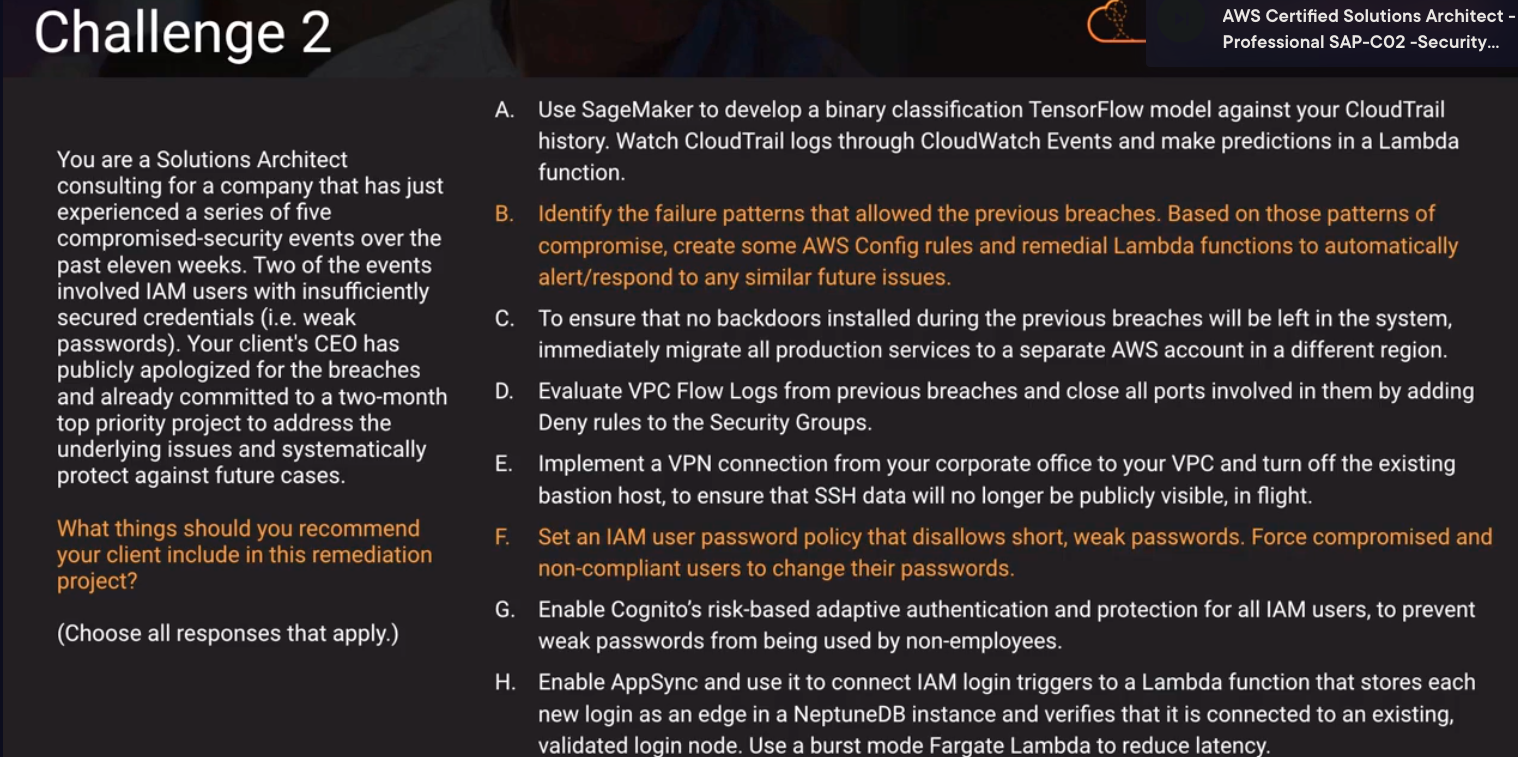 Challenge 2
AWS Certified Solutions Architect -
Professional SAP-C02 -Security...
You are a Solutions Architect
consulting for a company that has just
experienced a series of five
compromised-security events over the
past eleven weeks. Two of the events
involved IAM users with insufficiently
secured credentials (i.e. weak
passwords). Your client's CEO has
publicly apologized for the breaches
and already committed to a two-month
top priority project to address the
underlying issues and systematically
protect against future cases.
What things should you recommend
your client include in this remediation
project?
(Choose all responses that apply.)
A. Use SageMaker to develop a binary classification TensorFlow model against your CloudTrail
history. Watch CloudTrail logs through CloudWatch Events and make predictions in a Lambda
function.
B. Identify the failure patterns that allowed the previous breaches. Based on those patterns of
compromise, create some AWS Config rules and remedial Lambda functions to automatically
alert/respond to any similar future issues.
C. To ensure that no backdoors installed during the previous breaches will be left in the system,
immediately migrate all production services to a separate AWS account in a different region.
D. Evaluate VPC Flow Logs from previous breaches and close all ports involved in them by adding
Deny rules to the Security Groups.
E. Implement a VPN connection from your corporate office to your VPC and turn off the existing
bastion host, to ensure that SSH data will no longer be publicly visible, in flight.
F. Set an IAM user password policy that disallows short, weak passwords. Force compromised and
non-compliant users to change their passwords.
G. Enable Cognito’s risk-based adaptive authentication and protection for all IAM users, to prevent
weak passwords from being used by non-employees.
H. Enable AppSync and use it to connect IAM login triggers to a Lambda function that stores each
new login as an edge in a NeptuneDB instance and verifies that it is connected to an existing,
validated login node. Use a burst mode Fargate Lambda to reduce latency.